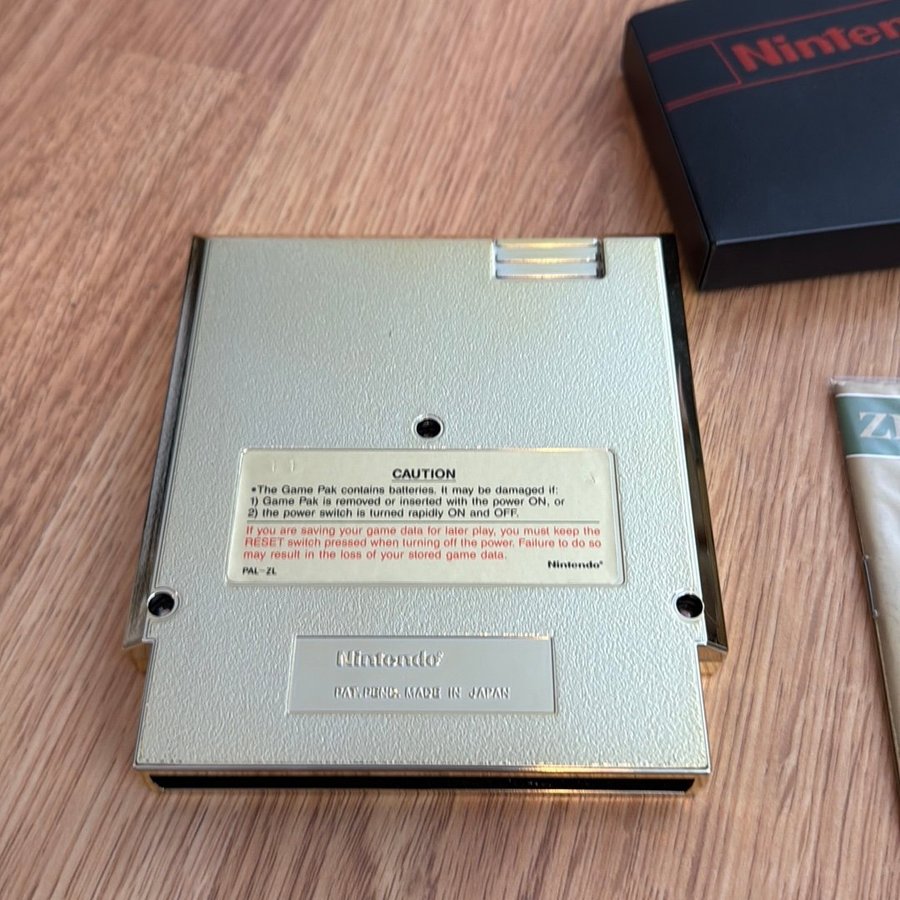 Ninten
CAUTION
•The Game Pak contains batteries. It may be damaged if:
1) Game Pak is removed or inserted with the power ON, or
2) the power switch is turned rapidly ON and OFF.
If you are saving your game data for later play, you must keep the
RESET switch pressed when turning off the power. Failure to do so
may result in the loss of your stored game data.
PAL-ZL
Nintendo®
Nintendo®
PAT.PEND. MADE IN JAPAN